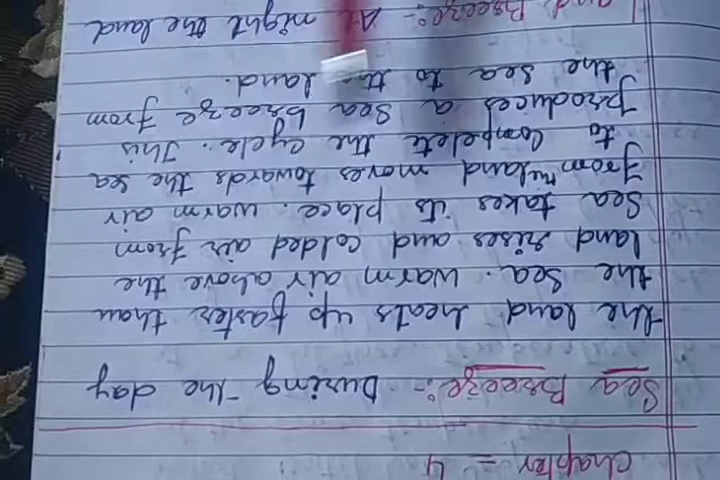 Chapter = 4
Sea Breeze :- During the day
the land heats up faster than
the sea. warm air above the
land rises and colded air from
sea takes its place. warm air
from the land moves towards the sea
to compelete the cycle. This
produces a sea breeze from
the sea to the land.
Land Breeze :- At night the land